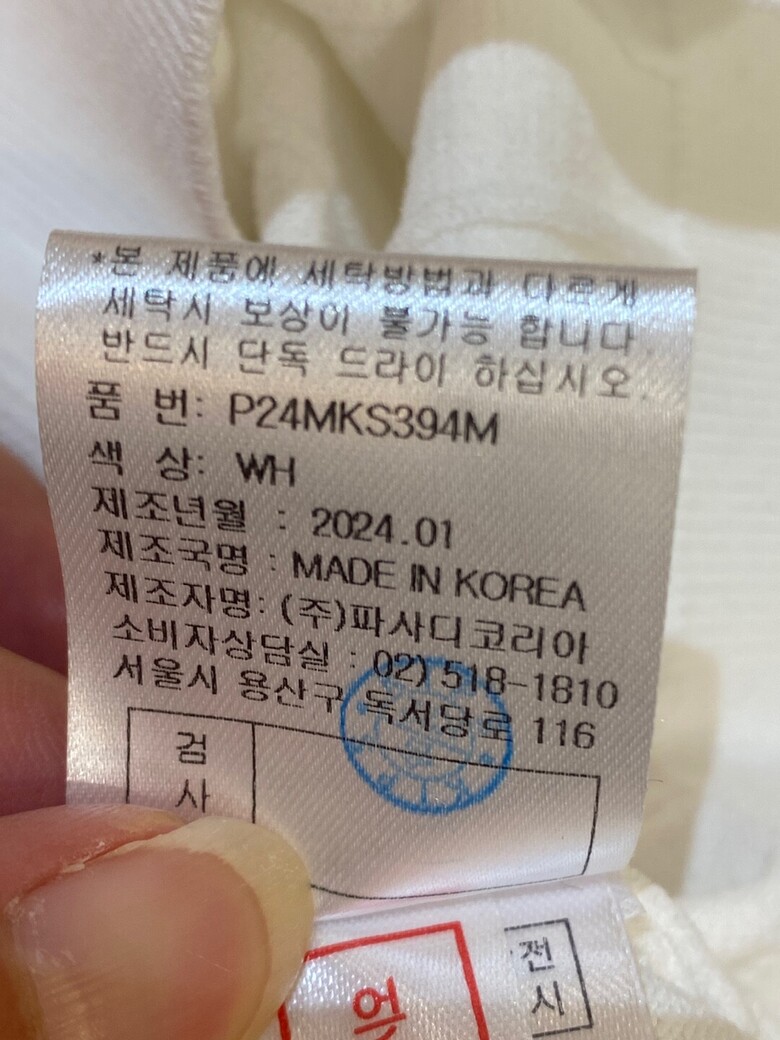 *본 제품에 세탁방법과 다르게
세탁시 보상이 불가능 합니다.
반드시 단독 드라이 하십시오.
품 번: P24MKS394M
색 상: WH
제조년월 : 2024.01
제조국명 : MADE IN KOREA
제조자명: (주)파사디코리아
소비자상담실 : 02) 518-1810
서울시 용산구 독서당로 116
검
사
전
시